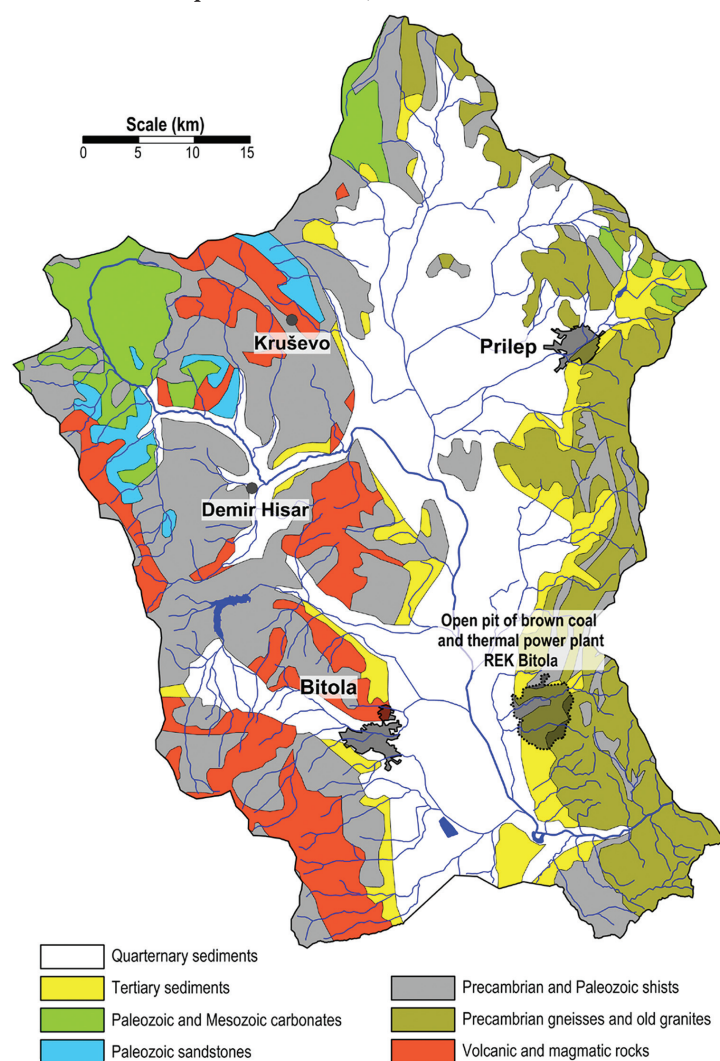 Scale (km)
0 5 10 15
Kruševo
Prilep
Demir Hisar
Open pit of brown coal
and thermal power plant
REK Bitola
Bitola
Quarternary sediments
Tertiary sediments
Paleozoic and Mesozoic carbonates
Paleozoic sandstones
Precambrian and Paleozoic shists
Precambrian gneisses and old granites
Volcanic and magmatic rocks